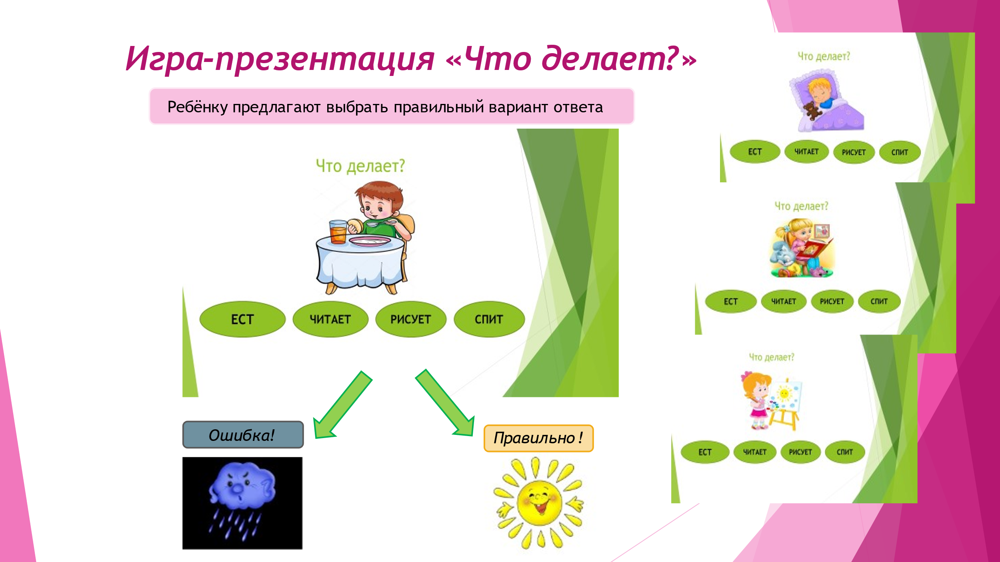 Игра-презентация «Что делает?»
Ребёнку предлагают выбрать правильный вариант ответа
Что делает?
ЕСТ ЧИТАЕТ РИСУЕТ СПИТ
Ошибка!
Правильно !
Что делает?
ЕСТ ЧИТАЕТ РИСУЕТ СПИТ
Что делает?
ЕСТ ЧИТАЕТ РИСУЕТ СПИТ
Что делает?
ЕСТ ЧИТАЕТ РИСУЕТ СПИТ